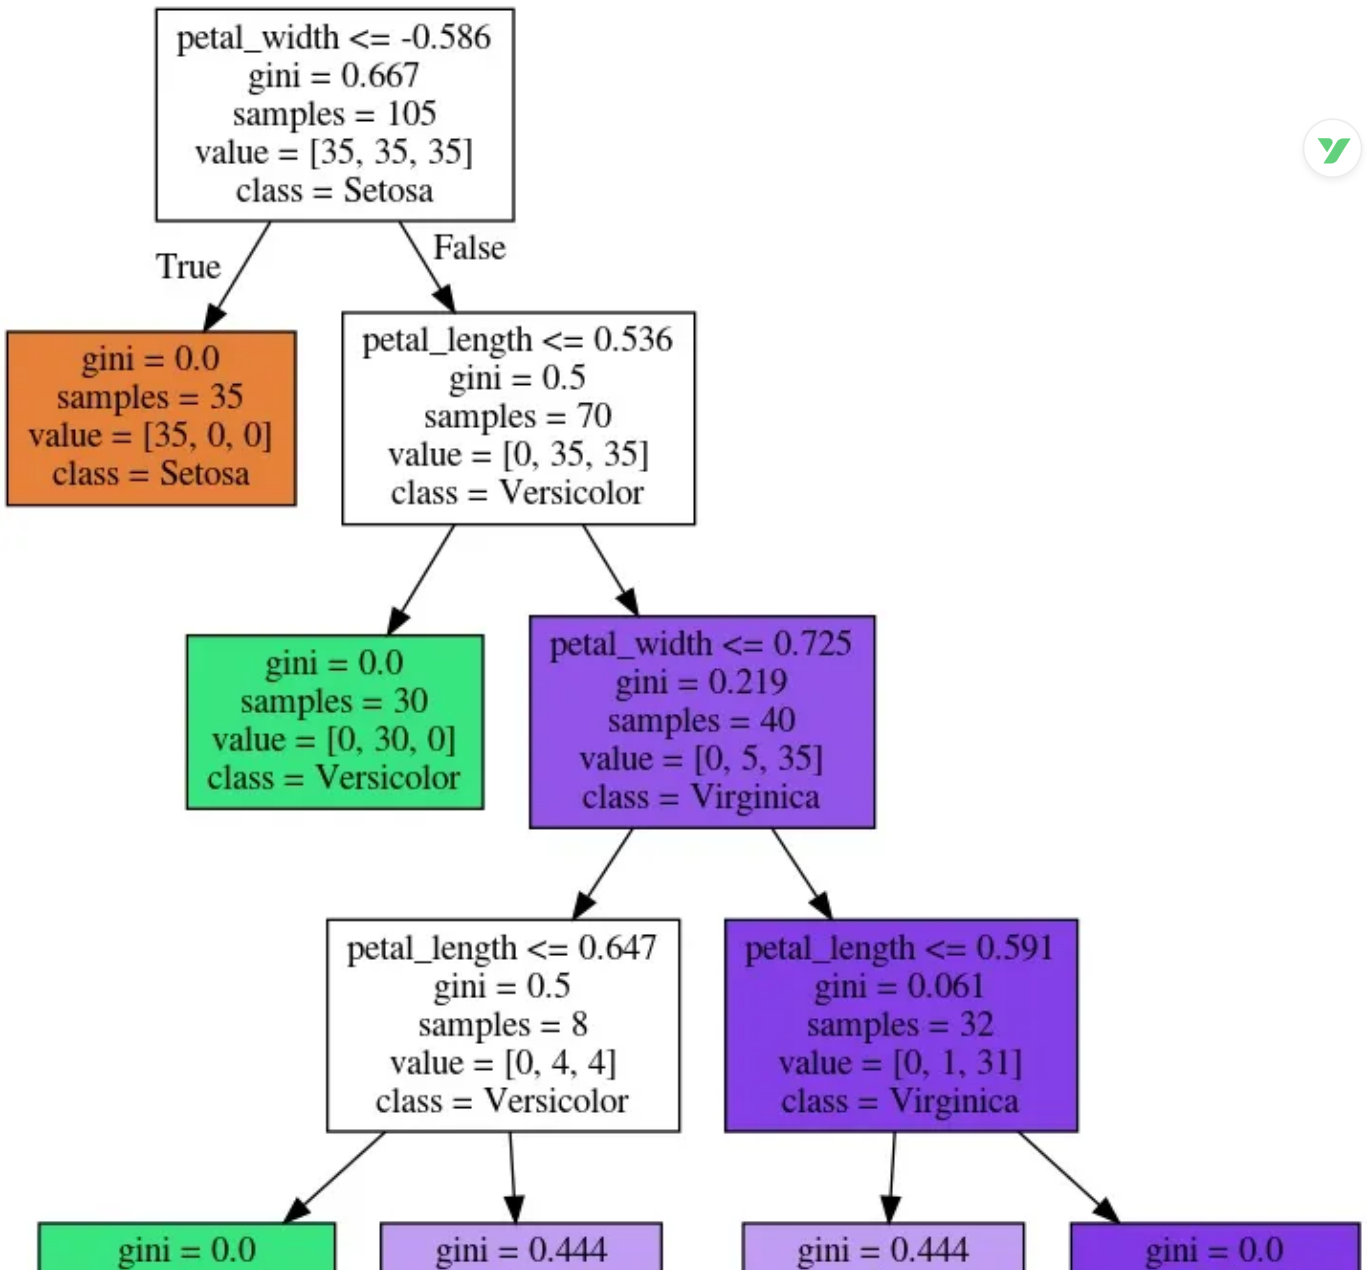 petal_width <= -0.586
gini = 0.667
samples = 105
value = [35, 35, 35]
class = Setosa
True
False
gini = 0.0
samples = 35
value = [35, 0, 0]
class = Setosa
petal_length <= 0.536
gini = 0.5
samples = 70
value = [0, 35, 35]
class = Versicolor
gini = 0.0
samples = 30
value = [0, 30, 0]
class = Versicolor
petal_width <= 0.725
gini = 0.219
samples = 40
value = [0, 5, 35]
class = Virginica
petal_length <= 0.647
gini = 0.5
samples = 8
value = [0, 4, 4]
class = Versicolor
petal_length <= 0.591
gini = 0.061
samples = 32
value = [0, 1, 31]
class = Virginica
gini = 0.0
gini = 0.444
gini = 0.444
gini = 0.0